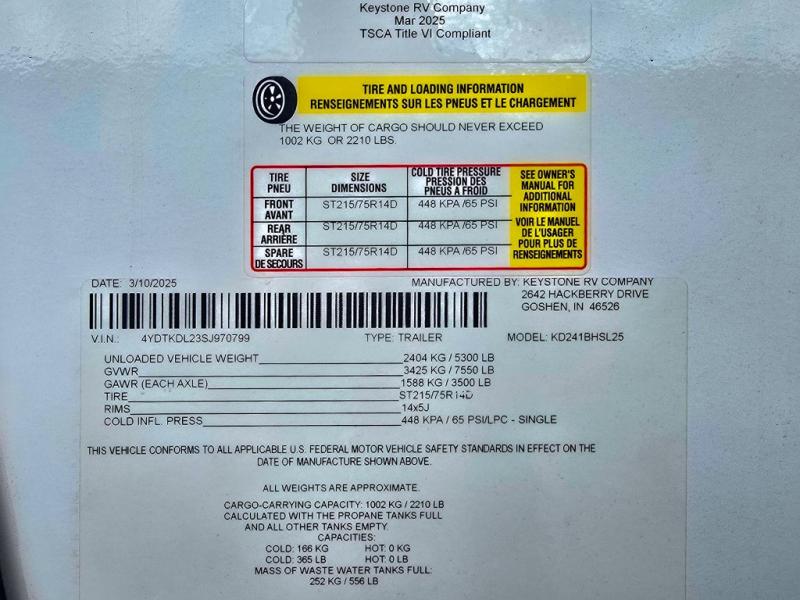 Keystone RV Company
Mar 2025
TSCA Title VI Compliant
TIRE AND LOADING INFORMATION
RENSEIGNEMENTS SUR LES PNEUS ET LE CHARGEMENT
THE WEIGHT OF CARGO SHOULD NEVER EXCEED
1002 KG OR 2210 LBS.
TIRE PNEU SIZE DIMENSIONS COLD TIRE PRESSURE PRESSION DES PNEUS A FROID
FRONT AVANT ST215/75R14D 448 KPA /65 PSI
REAR ARRIÈRE ST215/75R14D 448 KPA /65 PSI
SPARE DE SECOURS ST215/75R14D 448 KPA /65 PSI
SEE OWNER'S
MANUAL FOR
ADDITIONAL
INFORMATION
VOIR LE MANUEL
DE L'USAGER
POUR PLUS DE
RENSEIGNEMENTS
DATE: 3/10/2025 MANUFACTURED BY: KEYSTONE RV COMPANY
2642 HACKBERRY DRIVE
GOSHEN, IN 46526
V.I.N.: 4YDTKDL23SJ970799 TYPE: TRAILER MODEL: KD241BHSL25
UNLOADED VEHICLE WEIGHT 2404 KG / 5300 LB
GVWR 3425 KG / 7550 LB
GAWR (EACH AXLE) 1588 KG / 3500 LB
TIRE ST215/75R14D
RIMS 14x5J
COLD INFL. PRESS 448 KPA / 65 PSI/LPC - SINGLE
THIS VEHICLE CONFORMS TO ALL APPLICABLE U.S. FEDERAL MOTOR VEHICLE SAFETY STANDARDS IN EFFECT ON THE
DATE OF MANUFACTURE SHOWN ABOVE.
ALL WEIGHTS ARE APPROXIMATE.
CARGO-CARRYING CAPACITY: 1002 KG / 2210 LB
CALCULATED WITH THE PROPANE TANKS FULL
AND ALL OTHER TANKS EMPTY.
CAPACITIES:
COLD: 166 KG HOT: 0 KG
COLD: 365 LB HOT: 0 LB
MASS OF WASTE WATER TANKS FULL:
252 KG / 556 LB